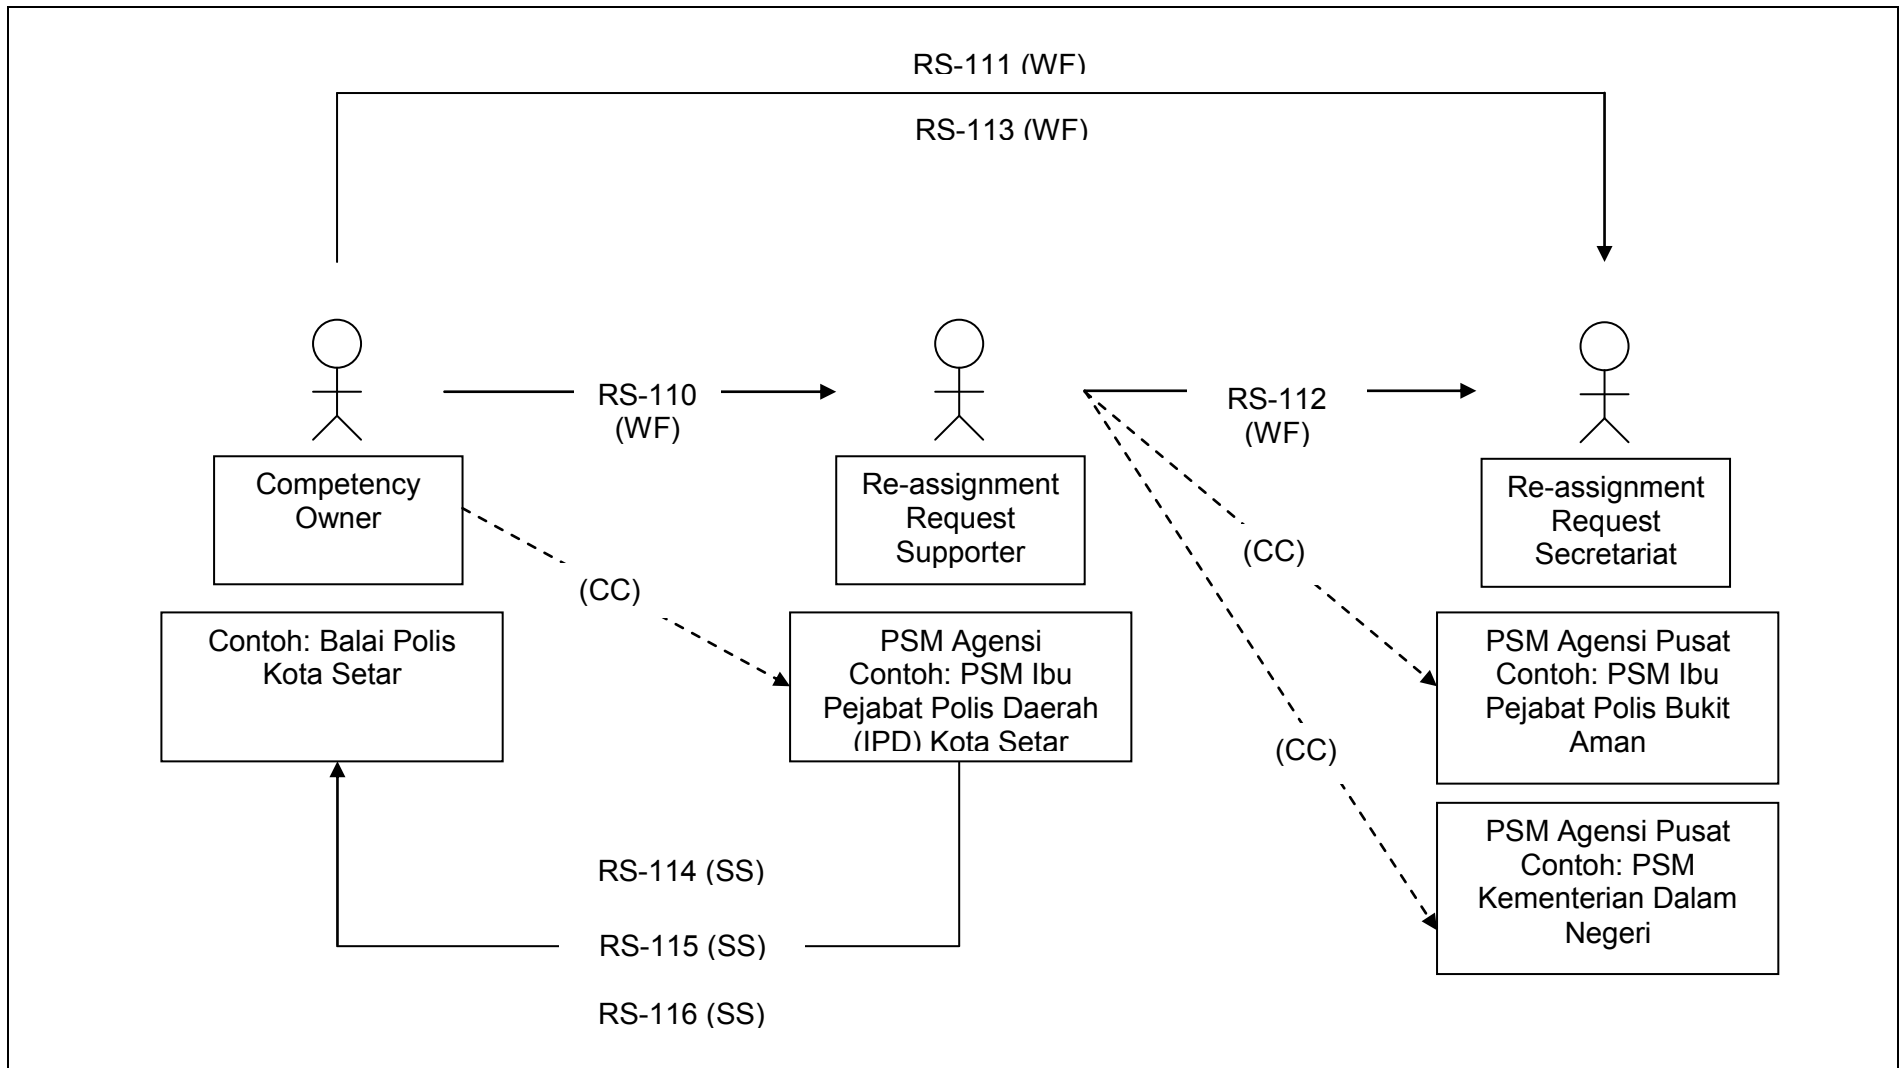 RS-111 (WF)
RS-113 (WF)
RS-110
(WF)
RS-112
(WF)
Competency
Owner
Re-assignment
Request
Supporter
Re-assignment
Request
Secretariat
(CC)
(CC)
(CC)
Contoh: Balai Polis
Kota Setar
PSM Agensi
Contoh: PSM Ibu
Pejabat Polis Daerah
(IPD) Kota Setar
PSM Agensi Pusat
Contoh: PSM Ibu
Pejabat Polis Bukit
Aman
PSM Agensi Pusat
Contoh: PSM
Kementerian Dalam
Negeri
RS-114 (SS)
RS-115 (SS)
RS-116 (SS)